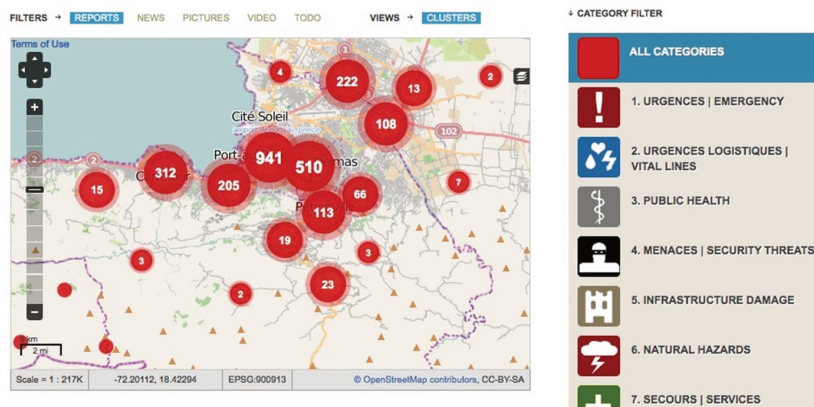 FILTERS → REPORTS NEWS PICTURES VIDEO TODO VIEWS → CLUSTERS
Terms of Use
1
4
222
2
13
3
108
Cité Soleil
102
941
510
2
2
312
205
15
7
66
113
19
3
3
23
2
+
−
2 mi
Scale = 1 : 217K -72.20112, 18.42294 EPSG:900913 © OpenStreetMap contributors, CC-BY-SA
↓ CATEGORY FILTER
ALL CATEGORIES
1. URGENCES | EMERGENCY
2. URGENCES LOGISTIQUES |
VITAL LINES
3. PUBLIC HEALTH
4. MENACES | SECURITY THREATS
5. INFRASTRUCTURE DAMAGE
6. NATURAL HAZARDS
7. SECOURS | SERVICES